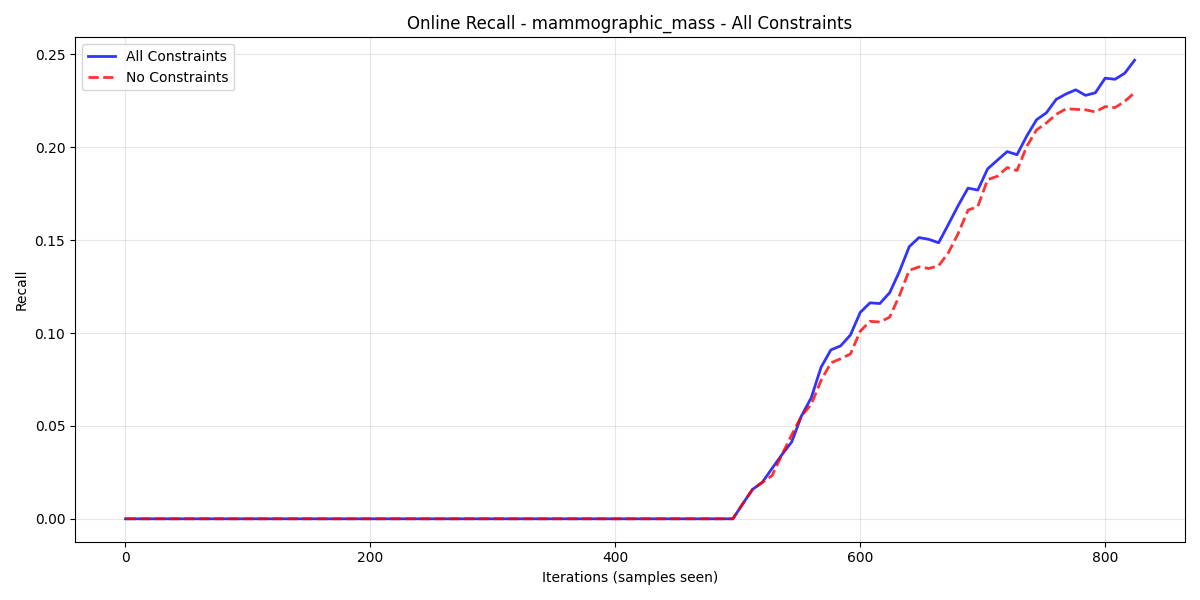 Online Recall - mammographic_mass - All Constraints
All Constraints
No Constraints
0.25
0.20
0.15
0.10
0.05
0.00
Recall
0 200 400 600 800
Iterations (samples seen)